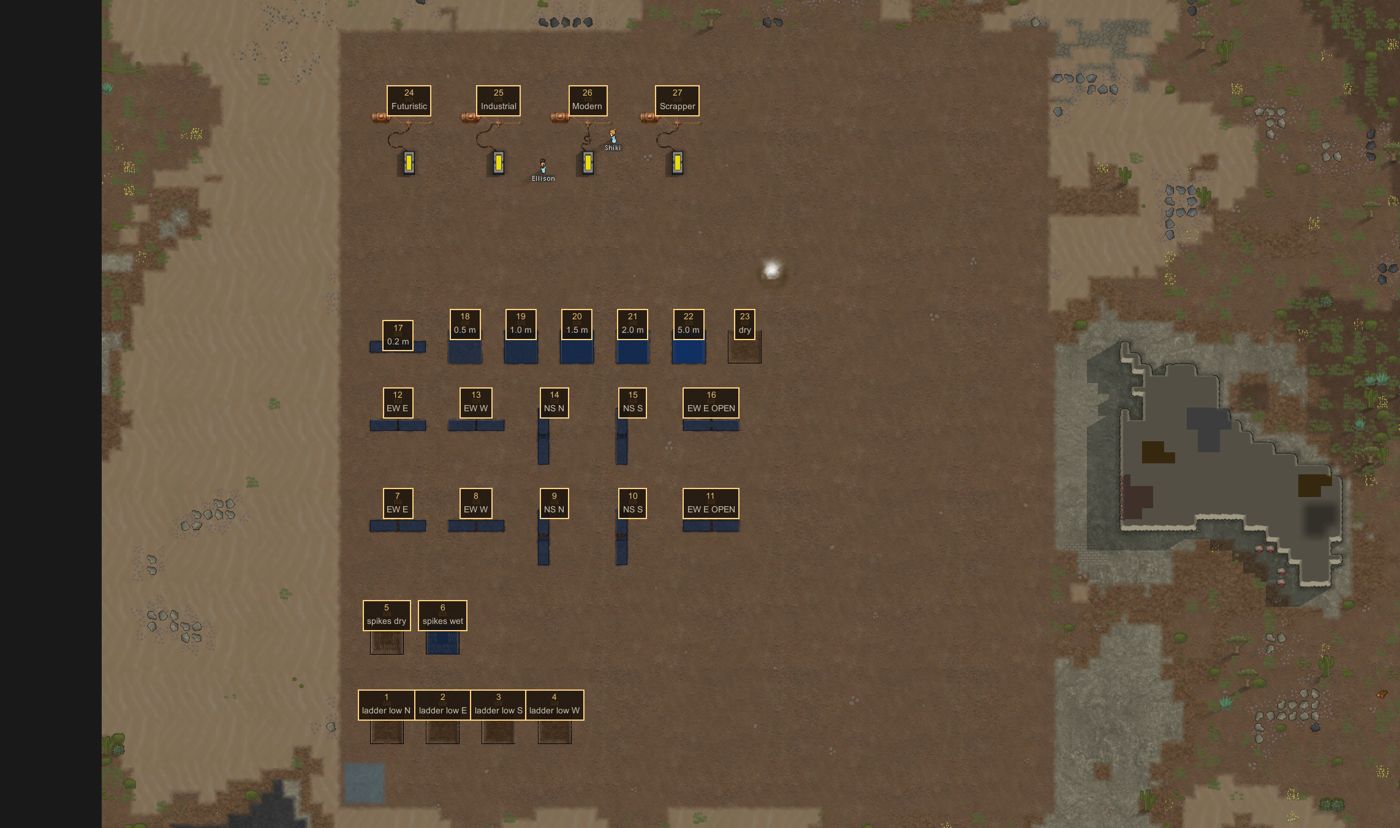 24
Futuristic
25
Industrial
26
Modern
27
Scrapper
Shiki
Ellison
17
0.2 m
18
0.5 m
19
1.0 m
20
1.5 m
21
2.0 m
22
5.0 m
23
dry
12
EW E
13
EW W
14
NS N
15
NS S
16
EW E OPEN
7
EW E
8
EW W
9
NS N
10
NS S
11
EW E OPEN
5
spikes dry
6
spikes wet
1
ladder low N
2
ladder low E
3
ladder low S
4
ladder low W